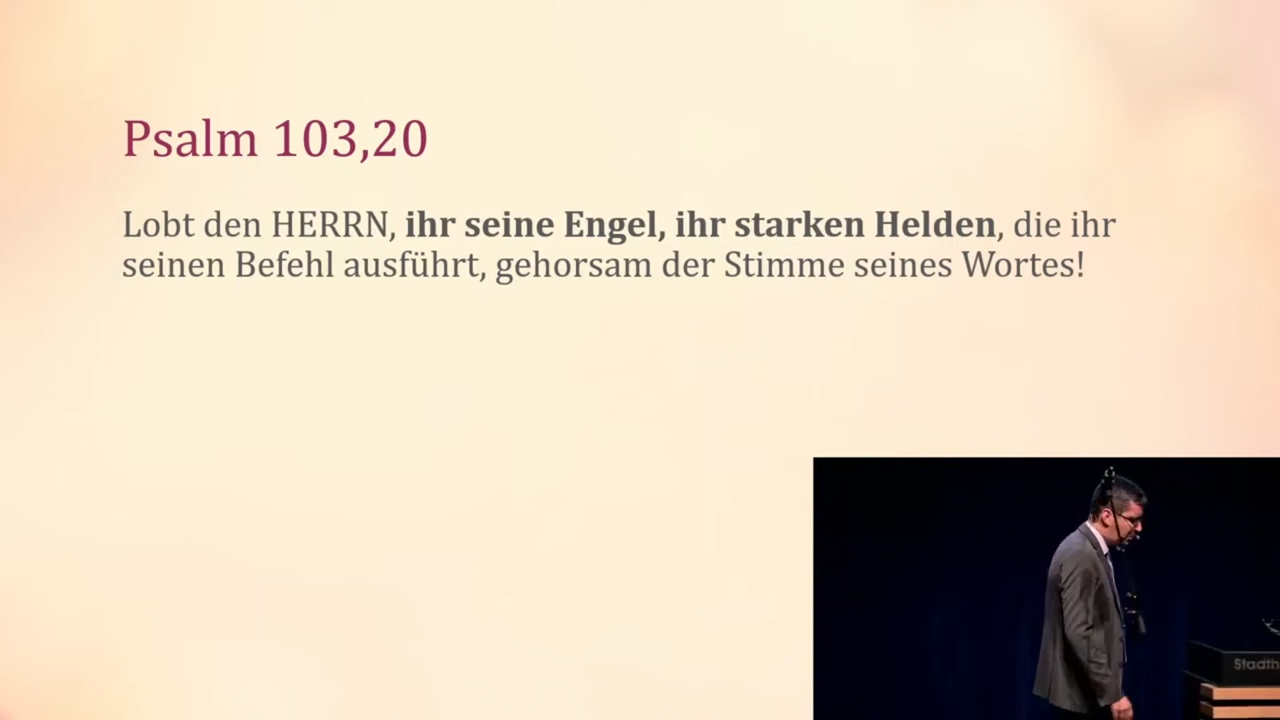 Psalm 103,20
Lobt den HERRN, ihr seine Engel, ihr starken Helden, die ihr
seinen Befehl ausführt, gehorsam der Stimme seines Wortes!
Stadth